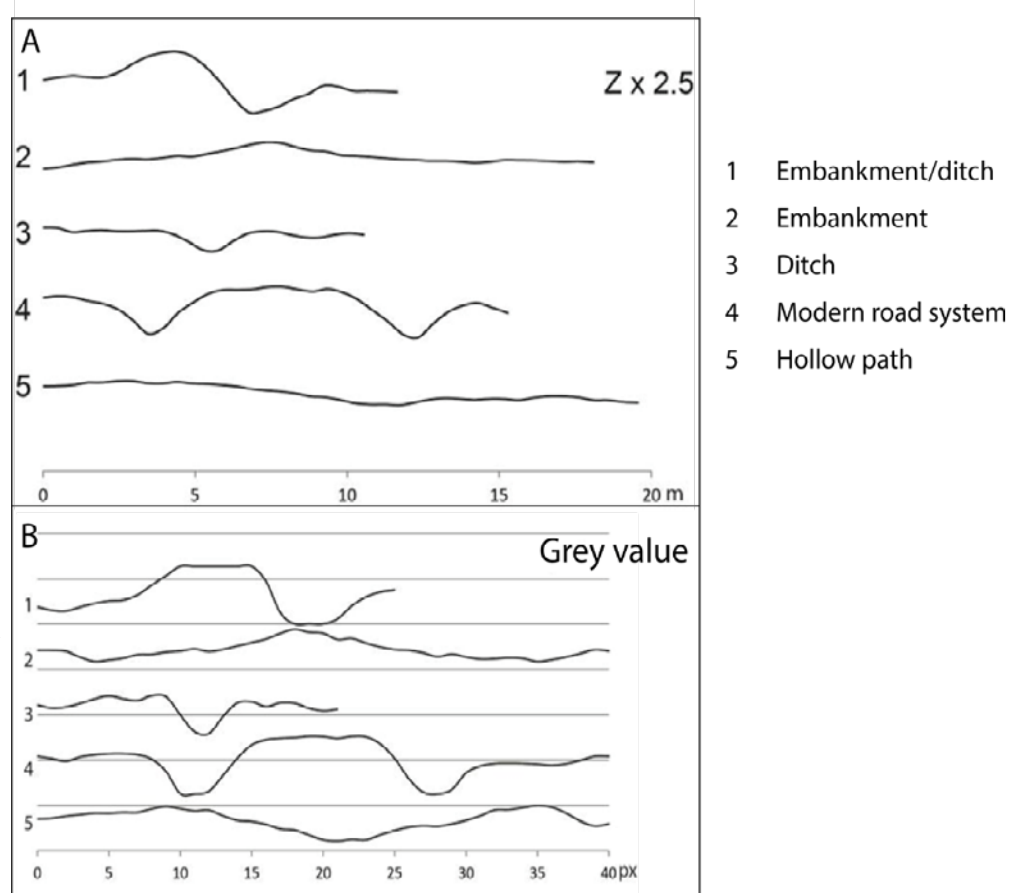 A
1
Z x 2.5
2
3
4
5
0 5 10 15 20 m
B
Grey value
1
2
3
4
5
0 5 10 15 20 25 30 35 40 px
1 Embankment/ditch
2 Embankment
3 Ditch
4 Modern road system
5 Hollow path